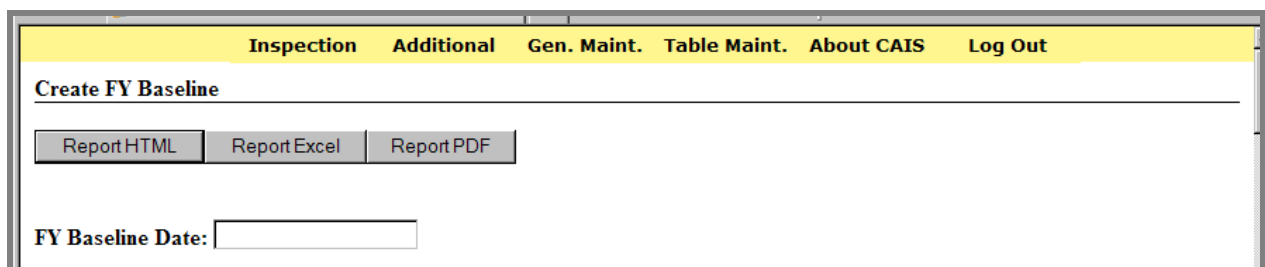 Inspection Additional Gen. Maint. Table Maint. About CAIS Log Out
Create FY Baseline
Report HTML Report Excel Report PDF
FY Baseline Date: